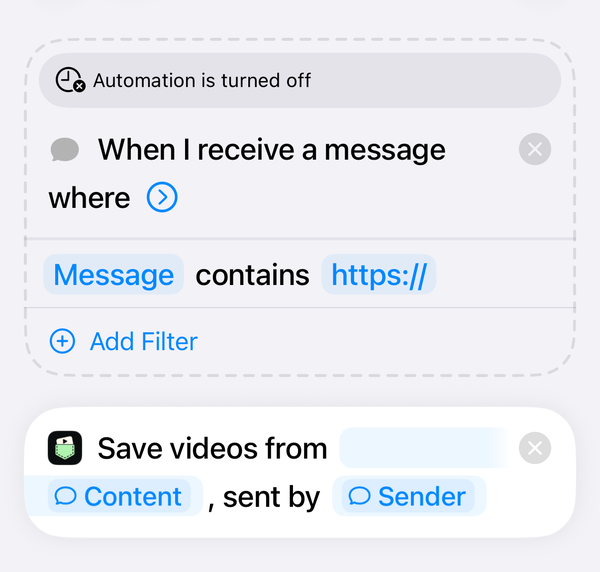 Automation is turned off
When I receive a message
where
Message contains https://
Add Filter
Save videos from
Content , sent by Sender